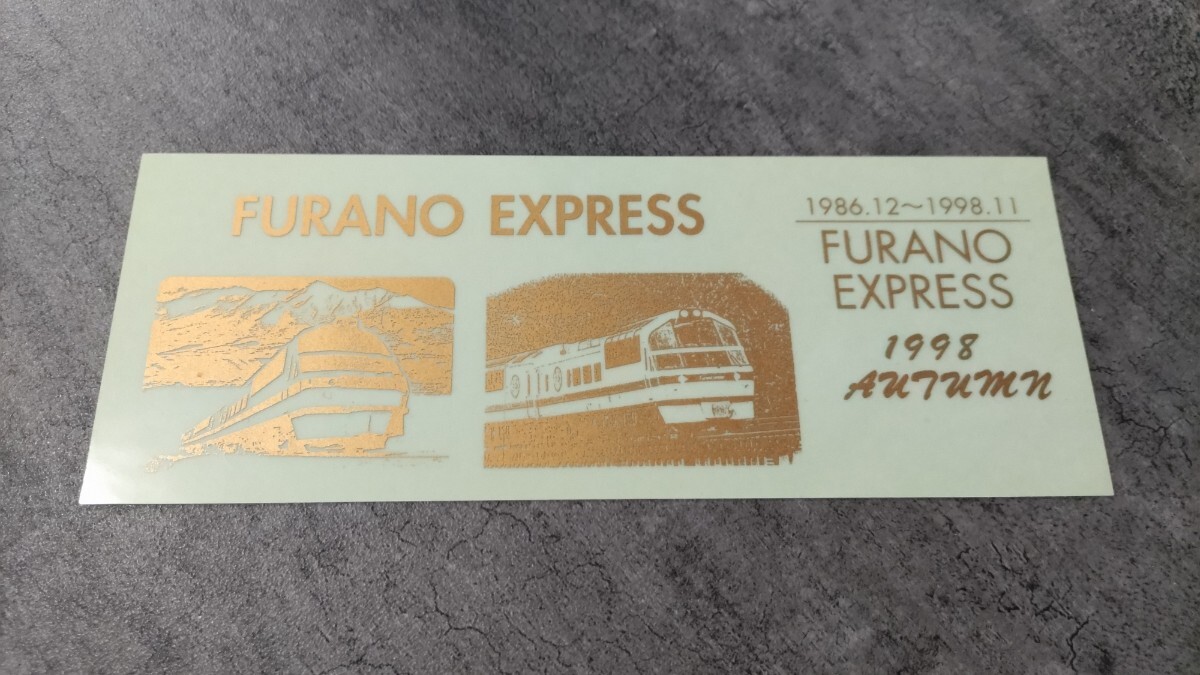 FURANO EXPRESS
1986.12～1998.11
FURANO
EXPRESS
1998
AUTUMN